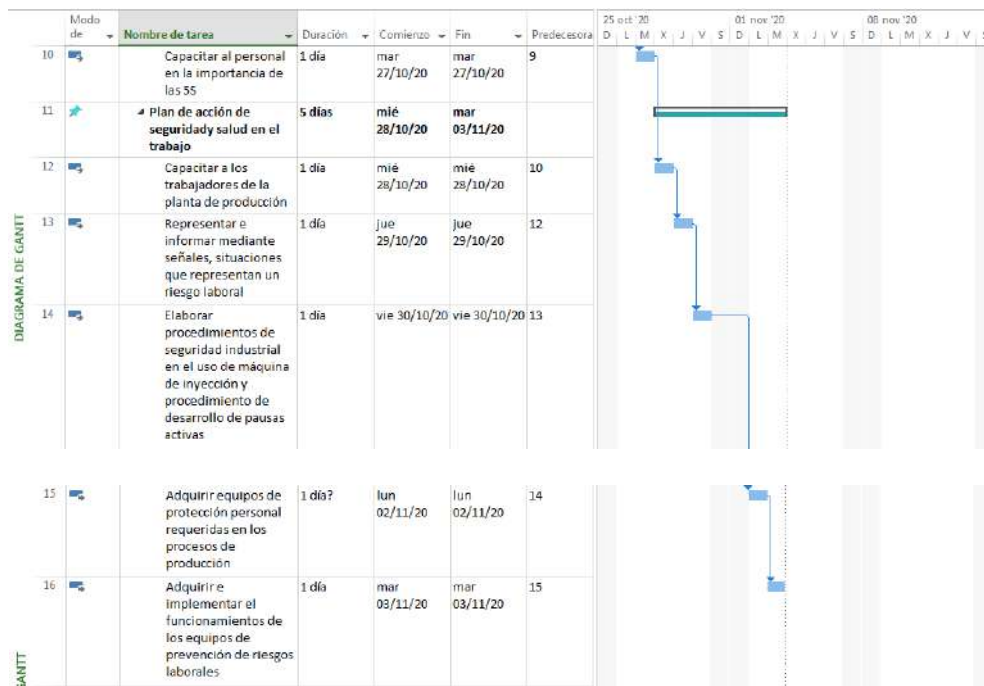 Modo de Nombre de tarea Duración Comienzo Fin Predecesora
25 oct '20 01 nov '20 08 nov '20
D L M X J V S D L M X J V S D L M X J V
10 Capacitar al personal 1 día mar mar 9
en la importancia de 27/10/20 27/10/20
las 5S
11 Plan de acción de 5 días mié mar
seguridady salud en el 28/10/20 03/11/20
trabajo
12 Capacitar a los 1 día mié mié 10
trabajadores de la 28/10/20 28/10/20
planta de producción
13 Representar e 1 día jue jue 12
informar mediante 29/10/20 29/10/20
señales, situaciones
que representan un
riesgo laboral
14 Elaborar 1 día vie 30/10/20 vie 30/10/20 13
procedimientos de
seguridad industrial
en el uso de máquina
de inyección y
procedimiento de
desarrollo de pausas
activas
DIAGRAMA DE GANTT
15 Adquirir equipos de 1 día? lun lun 14
protección personal 02/11/20 02/11/20
requeridas en los
procesos de
producción
16 Adquirir e 1 día mar mar 15
implementar el 03/11/20 03/11/20
funcionamientos de
los equipos de
prevención de riesgos
laborales
GANTT